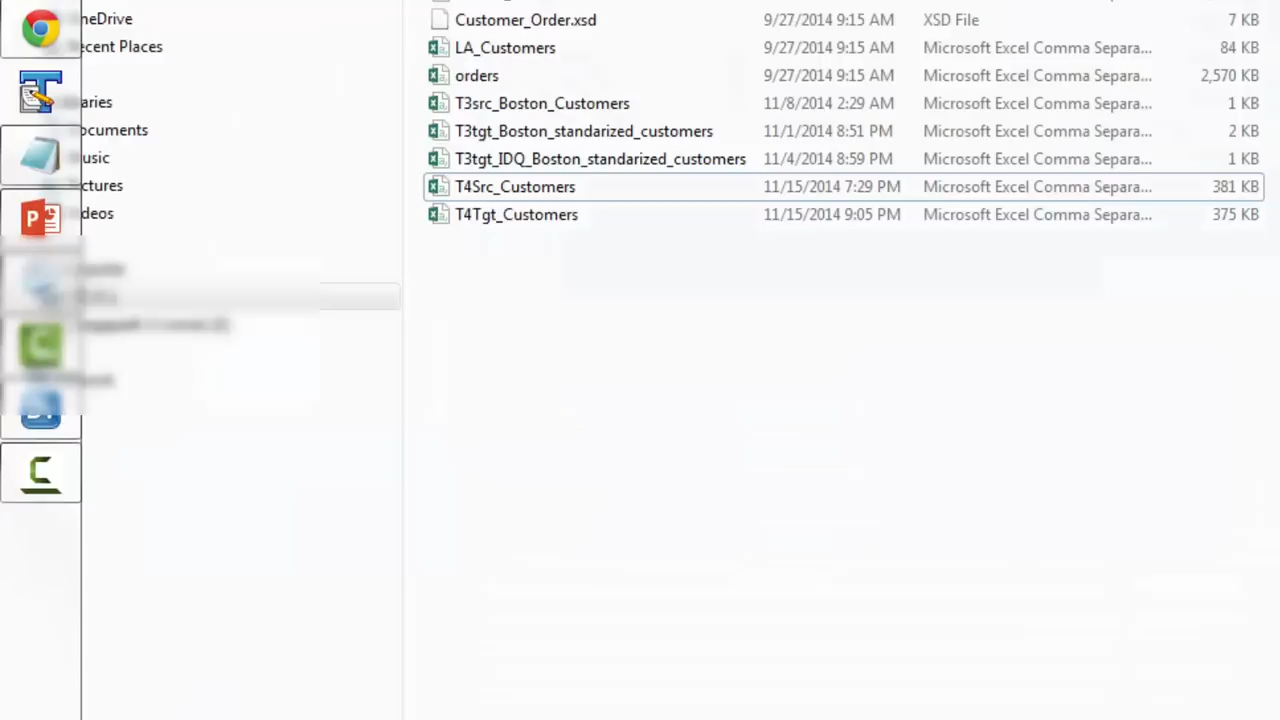 neDrive
ecent Places
aries
ocuments
usic
ctures
deos
Customer_Order.xsd 9/27/2014 9:15 AM XSD File 7 KB
LA_Customers 9/27/2014 9:15 AM Microsoft Excel Comma Separa... 84 KB
orders 9/27/2014 9:15 AM Microsoft Excel Comma Separa... 2,570 KB
T3src_Boston_Customers 11/8/2014 2:29 AM Microsoft Excel Comma Separa... 1 KB
T3tgt_Boston_standarized_customers 11/1/2014 8:51 PM Microsoft Excel Comma Separa... 2 KB
T3tgt_IDQ_Boston_standarized_customers 11/4/2014 8:59 PM Microsoft Excel Comma Separa... 1 KB
T4Src_Customers 11/15/2014 7:29 PM Microsoft Excel Comma Separa... 381 KB
T4Tgt_Customers 11/15/2014 9:05 PM Microsoft Excel Comma Separa... 375 KB